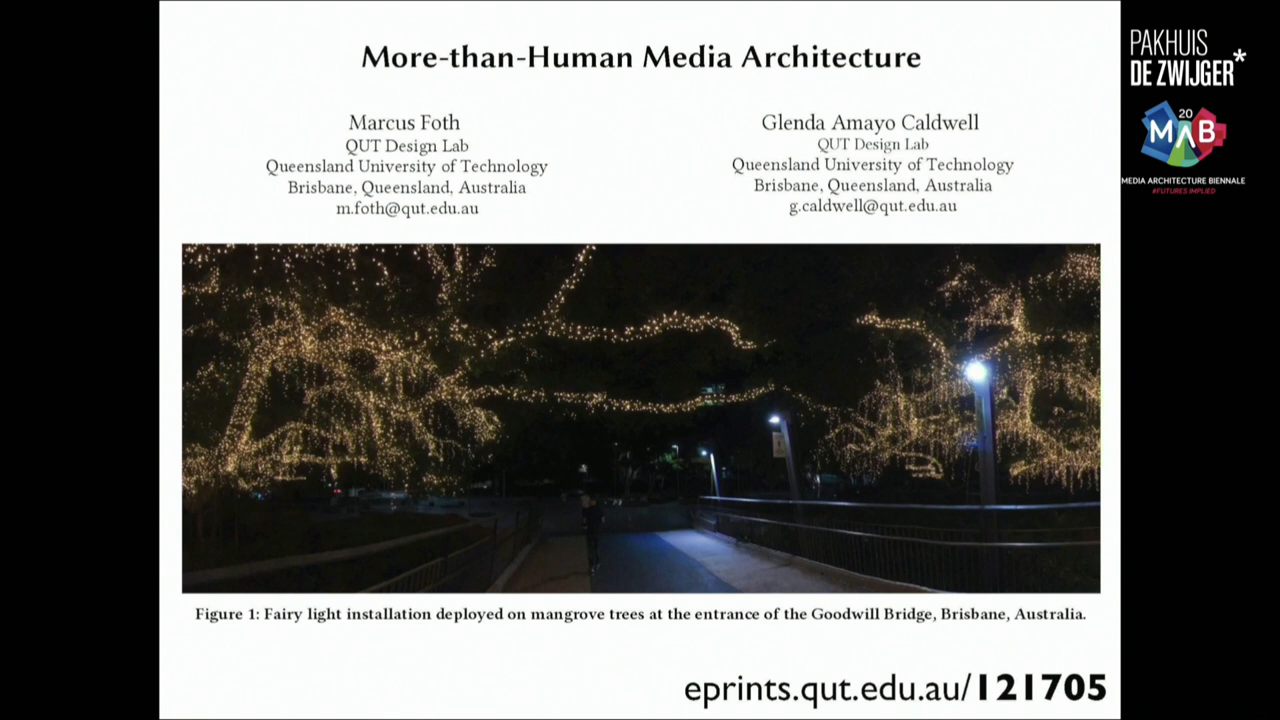 More-than-Human Media Architecture
Marcus Foth
QUT Design Lab
Queensland University of Technology
Brisbane, Queensland, Australia
m.foth@qut.edu.au
Glenda Amayo Caldwell
QUT Design Lab
Queensland University of Technology
Brisbane, Queensland, Australia
g.caldwell@qut.edu.au
Figure 1: Fairy light installation deployed on mangrove trees at the entrance of the Goodwill Bridge, Brisbane, Australia.
eprints.qut.edu.au/121705
PAKHUIS
DE ZWIJGER*
20
MAB
MEDIA ARCHITECTURE BIENNALE
#FUTURES IMPLIED